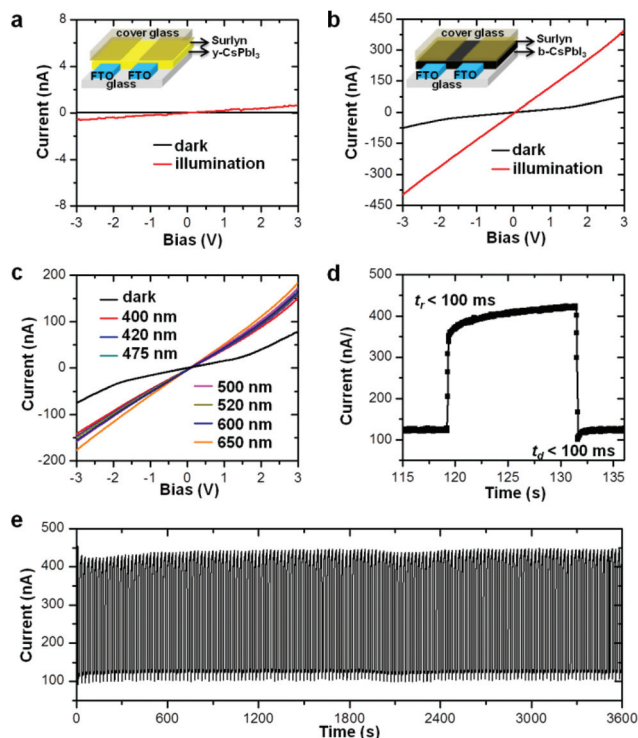 a
cover glass
Surlyn
y-CsPbI3
FTO
FTO
glass
dark
illumination
Current (nA)
8
4
0
-4
-8
-3 -2 -1 0 1 2 3
Bias (V)
b
cover glass
Surlyn
b-CsPbI3
FTO
FTO
glass
dark
illumination
Current (nA)
450
300
150
0
-150
-300
-450
-3 -2 -1 0 1 2 3
Bias (V)
c
dark
400 nm
420 nm
475 nm
500 nm
520 nm
600 nm
650 nm
Current (nA)
200
100
0
-100
-200
-3 -2 -1 0 1 2 3
Bias (V)
d
tr < 100 ms
td < 100 ms
Current (nA/)
500
400
300
200
100
115 120 125 130 135
Time (s)
e
Current (nA)
500
400
300
200
100
0 600 1200 1800 2400 3000 3600
Time (s)